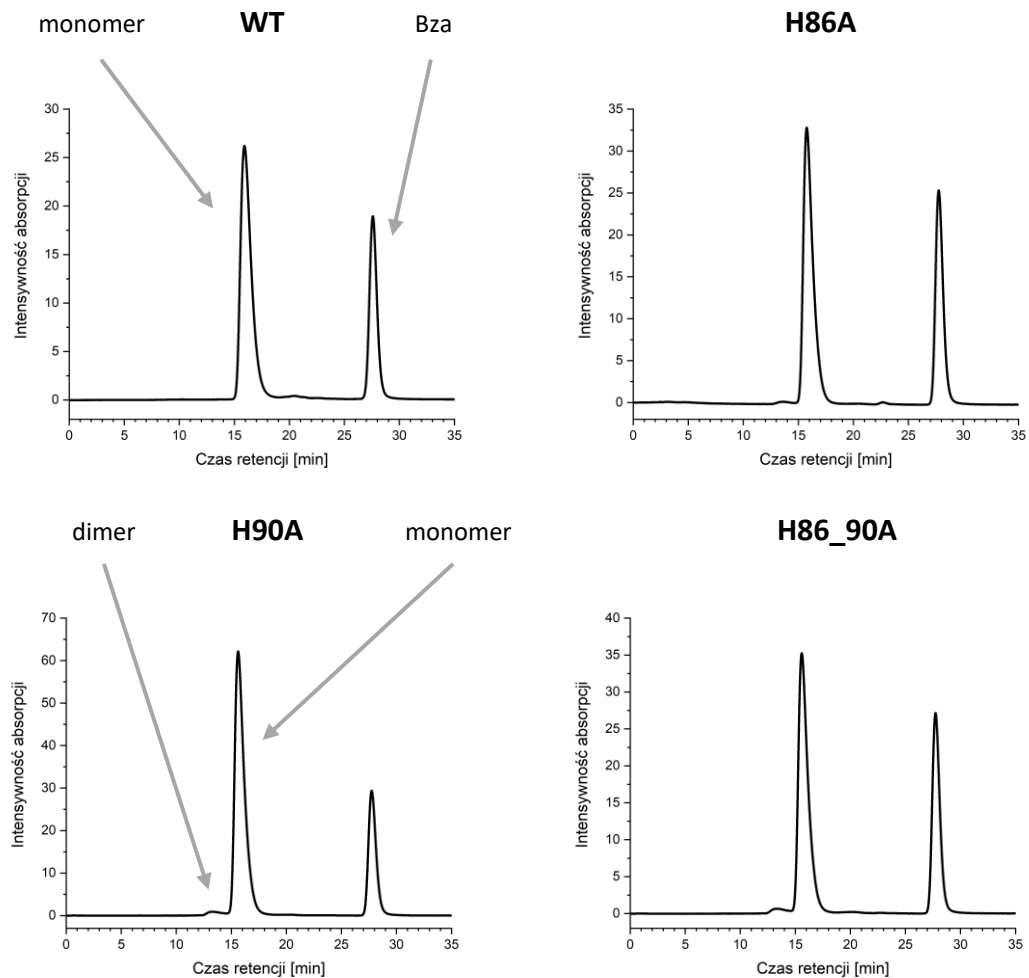 monomer WT Bza
30
25
20
15
10
5
0
Intensywność absorpcji
0 5 10 15 20 25 30 35
Czas retencji [min]
H86A
35
30
25
20
15
10
5
0
Intensywność absorpcji
0 5 10 15 20 25 30 35
Czas retencji [min]
dimer H90A monomer
70
60
50
40
30
20
10
0
Intensywność absorpcji
0 5 10 15 20 25 30 35
Czas retencji [min]
H86_90A
40
35
30
25
20
15
10
5
0
Intensywność absorpcji
0 5 10 15 20 25 30 35
Czas retencji [min]